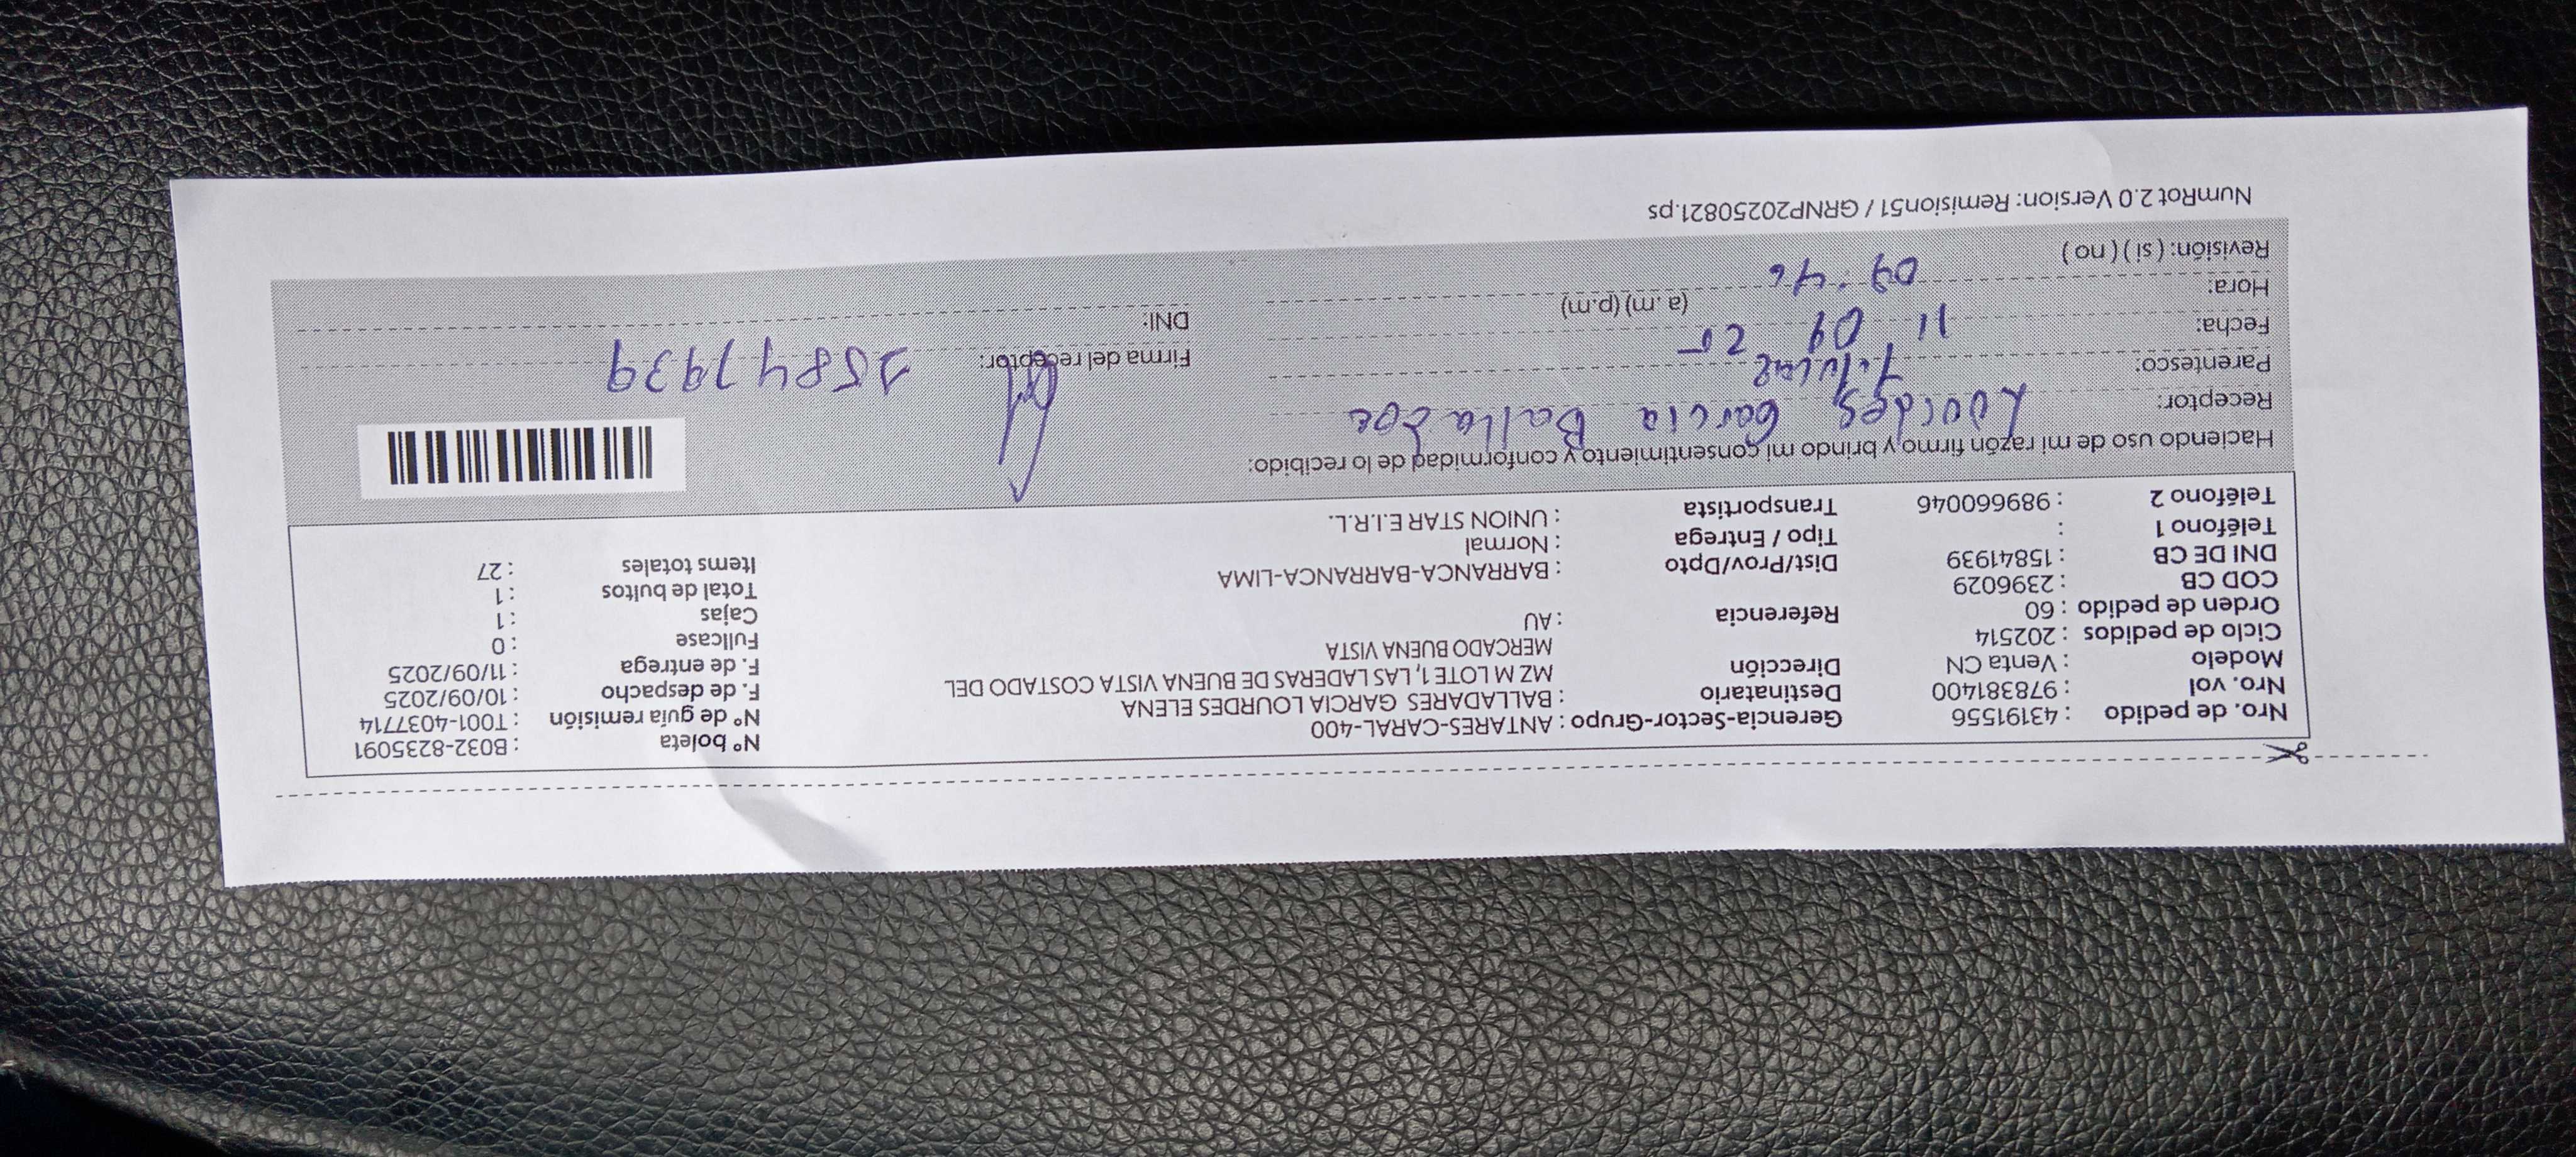 Nro. de pedido : 43191556 Gerencia-Sector-Grupo : ANTARES-CARAL-400 N° boleta : B032-8235091
Nro. vol : 978381400 Destinatario : BALLADARES GARCIA LOURDES ELENA N° de guía remisión : T001-4037714
Modelo : Venta CN Dirección MZ M LOTE 1, LAS LADERAS DE BUENA VISTA COSTADO DEL F. de despacho : 10/09/2025
Ciclo de pedidos : 202514 MERCADO BUENA VISTA F. de entrega : 11/09/2025
Orden de pedido : 60 Referencia : AU Fullcase : 0
COD CB : 2396029 Cajas : 1
DNI DE CB : 15841939 Dist/Prov/Dpto : BARRANCA-BARRANCA-LIMA Total de bultos : 1
Teléfono 1 : Tipo / Entrega : Normal Items totales : 27
Teléfono 2 : 989660046 Transportista : UNION STAR E.I.R.L.
Haciendo uso de mi razón firmo y brindo mi consentimiento y conformidad de lo recibido:
Receptor: Lourdes Garcia
Parentesco: Titular Firma del receptor: 15841939
Fecha: 11 09 25 DNI:
Hora: (a. m) (p.m)
Revisión: ( si ) ( no )
NumRot 2.0 Version: Remision51 / GRNP20250821.ps